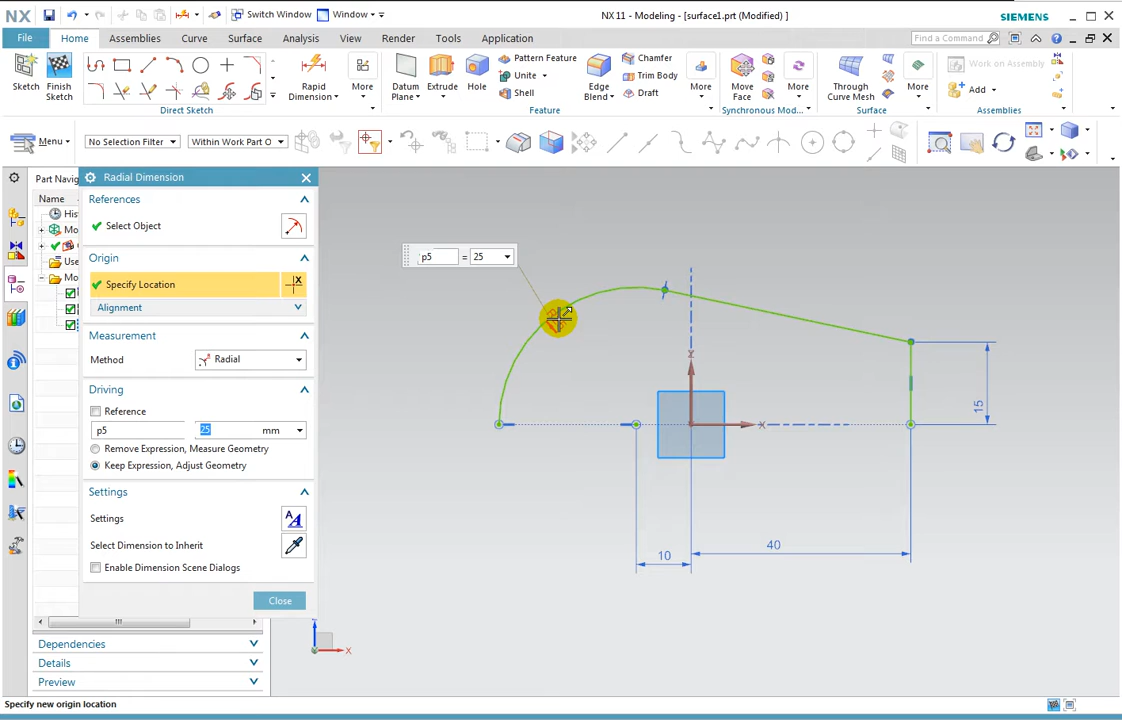 NX
Switch Window
Window
NX 11 - Modeling - [surface1.prt (Modified) ]
SIEMENS
File
Home
Assemblies
Curve
Surface
Analysis
View
Render
Tools
Application
Find a Command
Sketch
Finish
Sketch
Rapid
Dimension
More
Direct Sketch
Datum
Plane
Extrude
Hole
Pattern Feature
Unite
Shell
Edge
Blend
Chamfer
Trim Body
Draft
More
Feature
Move
Face
More
Synchronous Mod...
Through
Curve Mesh
More
Surface
Work on Assembly
Add
Assemblies
Menu
No Selection Filter
Within Work Part O
Part Navig
Name
Hist
Mo
Use
Mo
Radial Dimension
References
Select Object
Origin
Specify Location
Alignment
Measurement
Method
Radial
Driving
Reference
p5
25
mm
Remove Expression, Measure Geometry
Keep Expression, Adjust Geometry
Settings
Settings
Select Dimension to Inherit
Enable Dimension Scene Dialogs
Close
Dependencies
Details
Preview
p5
= 25
X
15
40
10
X
Specify new origin location